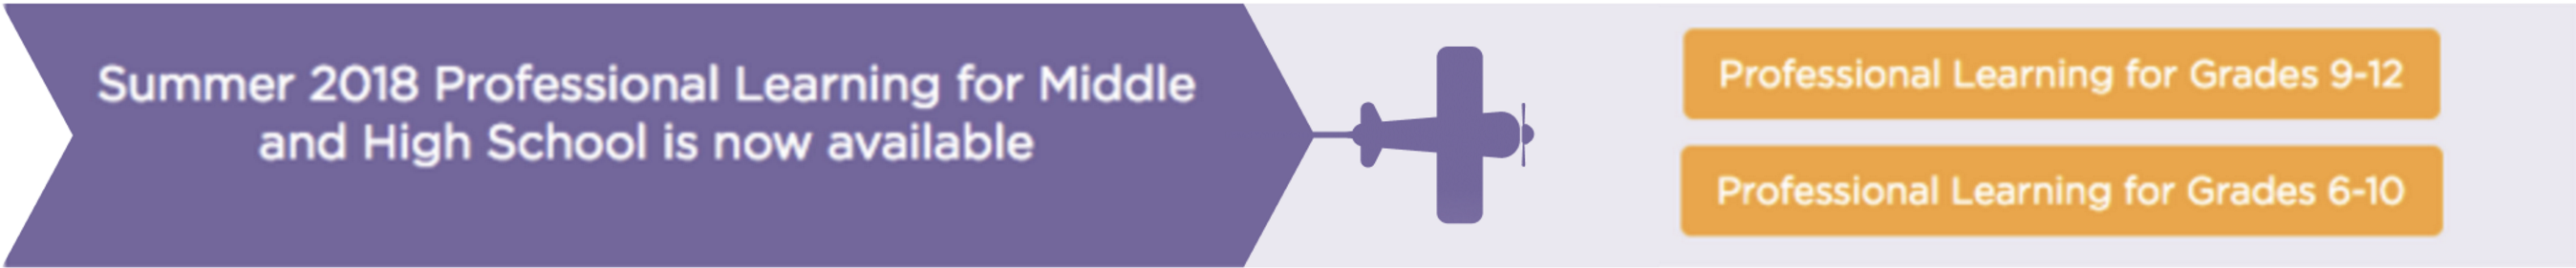 Summer 2018 Professional Learning for Middle
and High School is now available
Professional Learning for Grades 9-12
Professional Learning for Grades 6-10